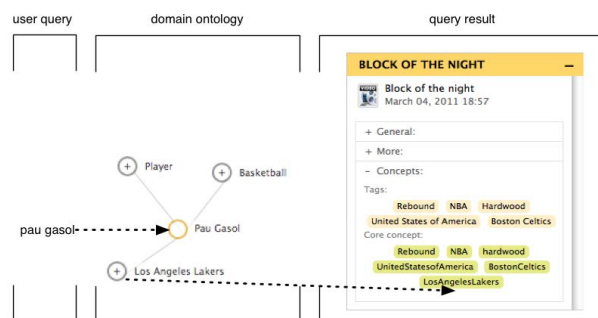 user query
domain ontology
query result
BLOCK OF THE NIGHT –
VIDEO
Block of the night
March 04, 2011 18:57
+ General:
+ More:
– Concepts:
Tags:
Rebound NBA Hardwood
United States of America Boston Celtics
Core concept:
Rebound NBA hardwood
UnitedStatesofAmerica BostonCeltics
LosAngelesLakers
+ Player
+ Basketball
pau gasol
Pau Gasol
+ Los Angeles Lakers